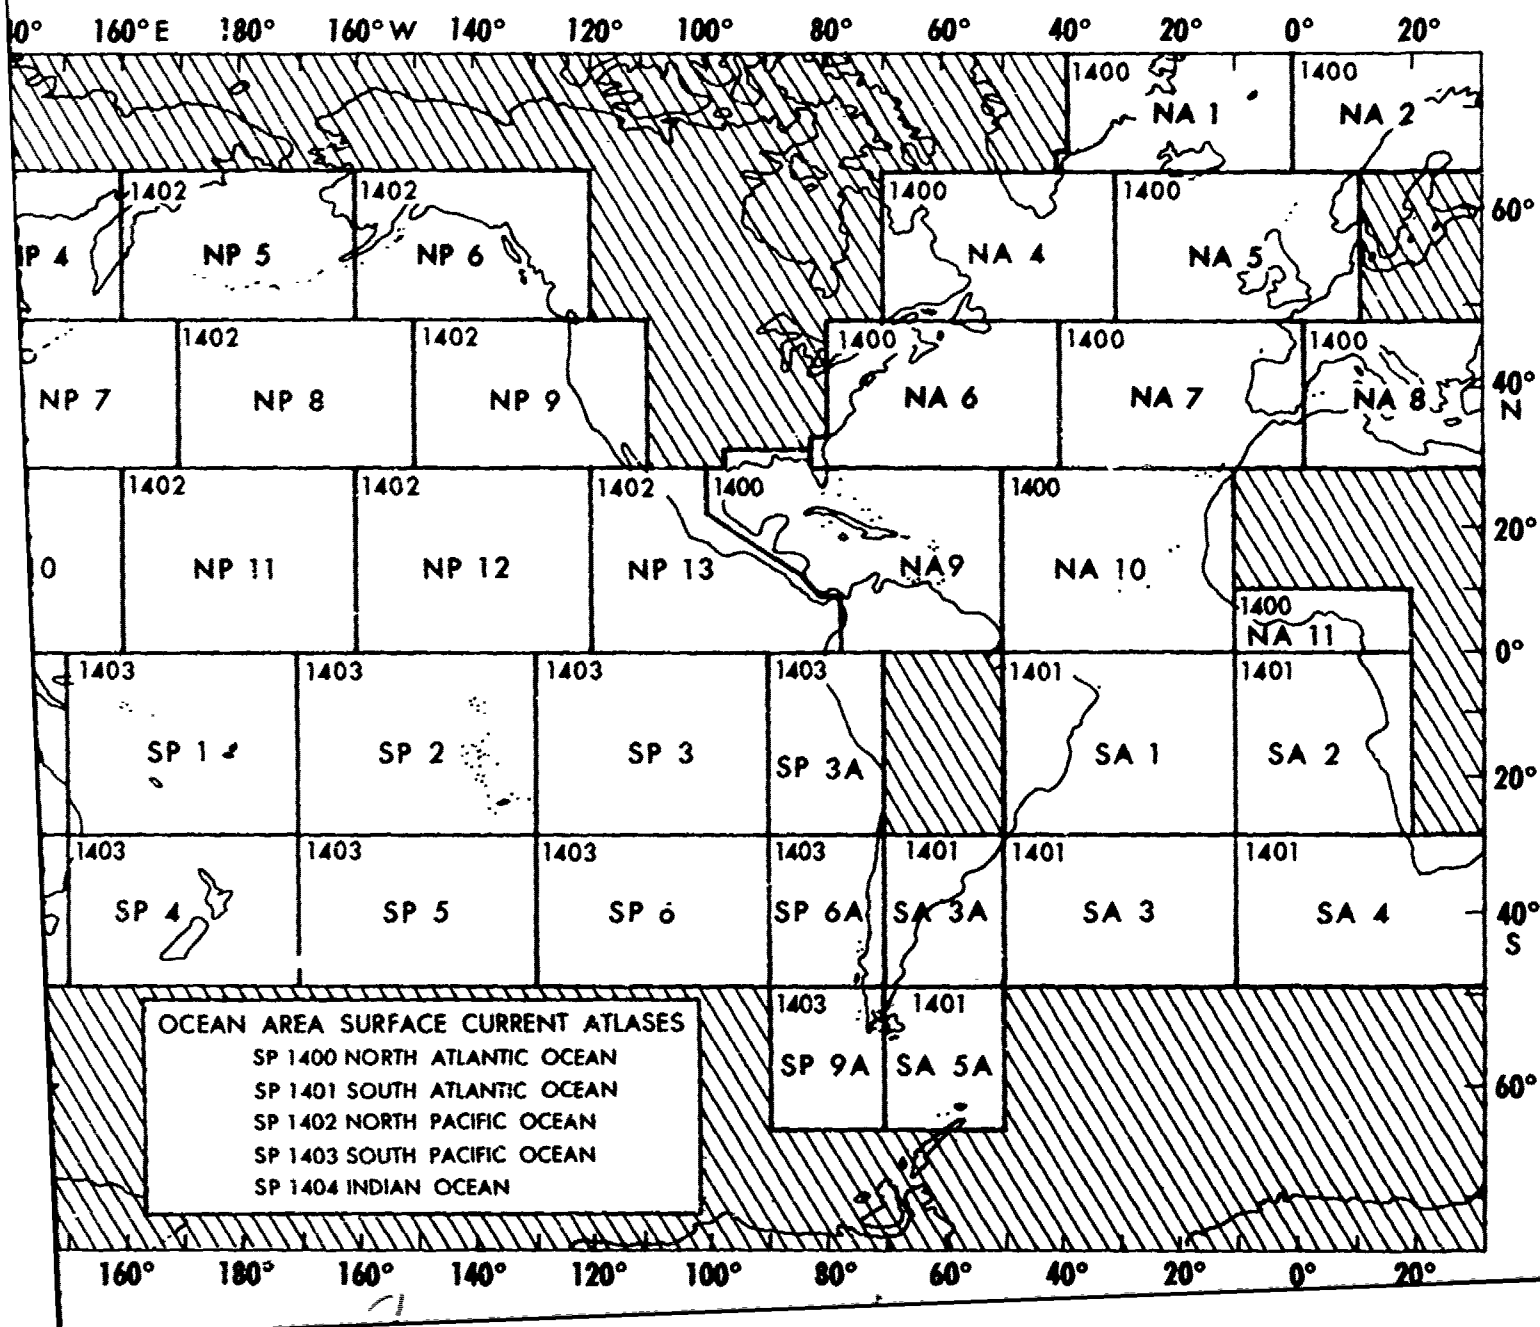 160°E 180° 160°W 140° 120° 100° 80° 60° 40° 20° 0° 20°
1400 1400
NA 1 NA 2
1402 1402 1400 1400
60°
P 4 NP 5 NP 6 NA 4 NA 5
1402 1402 1400 1400 1400
40°
N
NP 7 NP 8 NP 9 NA 6 NA 7 NA 8
1402 1402 1402 1400 1400
20°
0 NP 11 NP 12 NP 13 NA9 NA 10
1400
NA 11
0°
1403 1403 1403 1403 1401 1401
SP 1 SP 2 SP 3 SP 3A SA 1 SA 2
20°
1403 1403 1403 1403 1401 1401 1401
SP 4 SP 5 SP 6 SP 6A SA 3A SA 3 SA 4
40°
S
1403 1401
SP 9A SA 5A
60°
OCEAN AREA SURFACE CURRENT ATLASES
SP 1400 NORTH ATLANTIC OCEAN
SP 1401 SOUTH ATLANTIC OCEAN
SP 1402 NORTH PACIFIC OCEAN
SP 1403 SOUTH PACIFIC OCEAN
SP 1404 INDIAN OCEAN
160° 180° 160° 140° 120° 100° 80° 60° 40° 20° 0° 20°